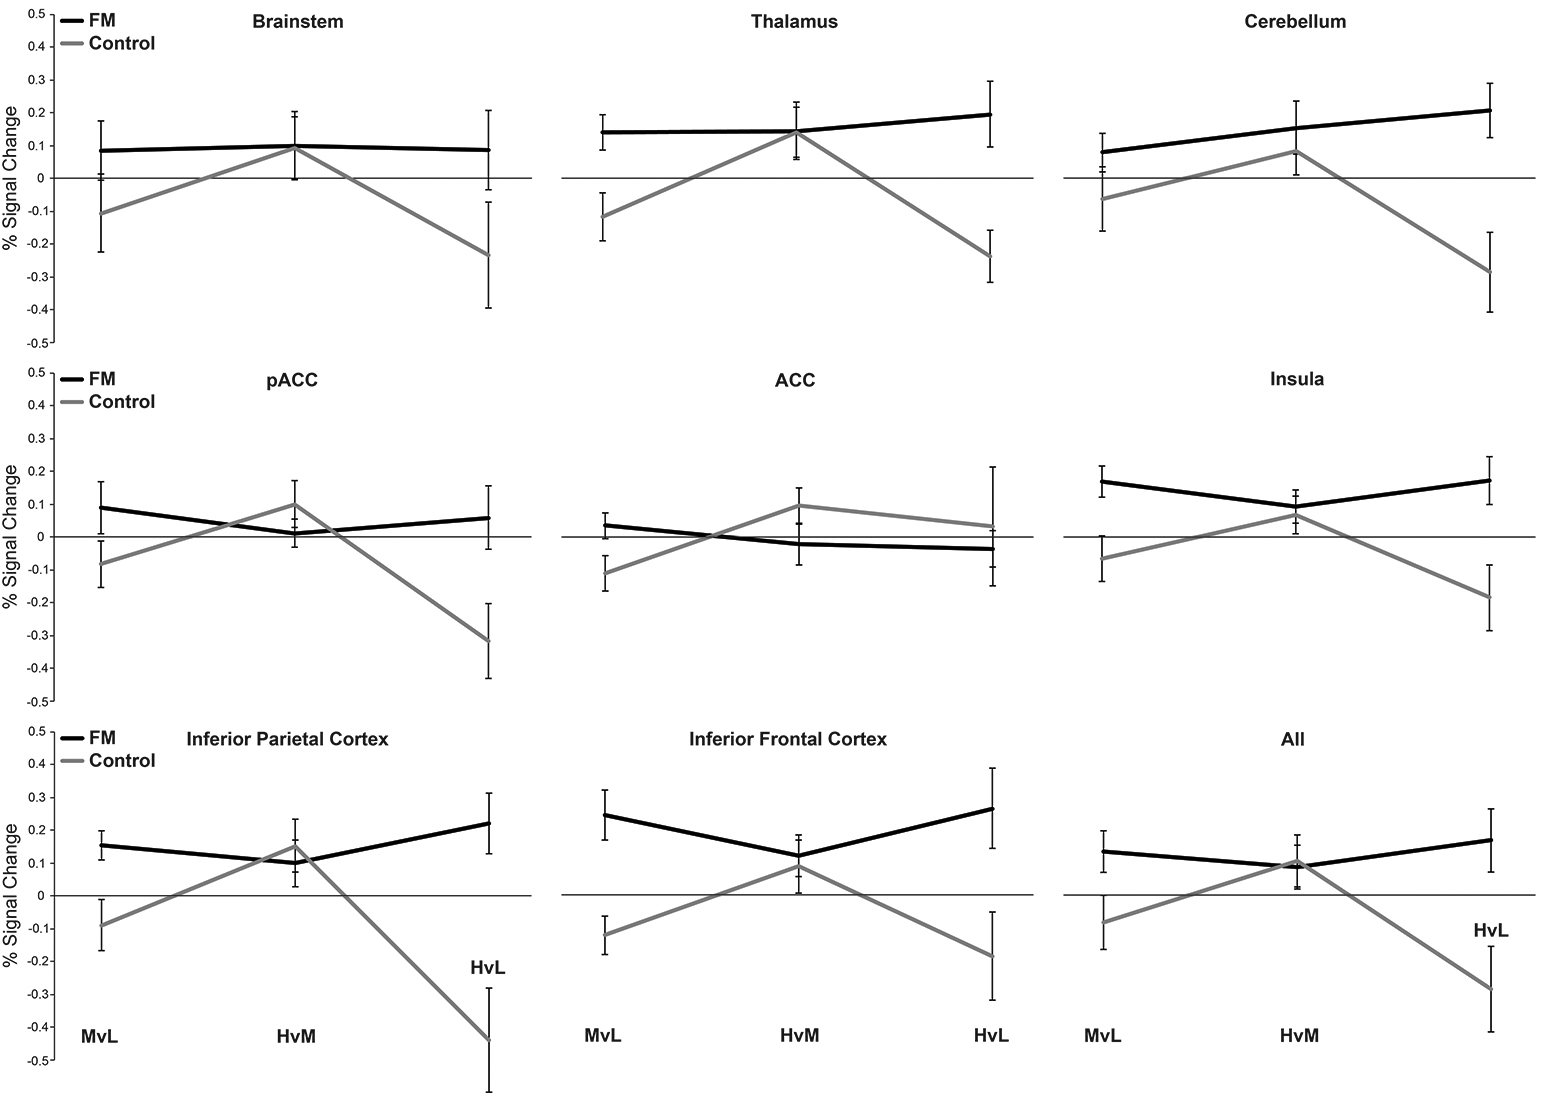 FM
Control
Brainstem
Thalamus
Cerebellum
% Signal Change
0.5
0.4
0.3
0.2
0.1
0
-0.1
-0.2
-0.3
-0.4
-0.5
FM
Control
pACC
ACC
Insula
% Signal Change
0.5
0.4
0.3
0.2
0.1
0
-0.1
-0.2
-0.3
-0.4
-0.5
FM
Control
Inferior Parietal Cortex
Inferior Frontal Cortex
All
% Signal Change
0.5
0.4
0.3
0.2
0.1
0
-0.1
-0.2
-0.3
-0.4
-0.5
MvL
HvM
HvL
MvL
HvM
HvL
MvL
HvM
HvL